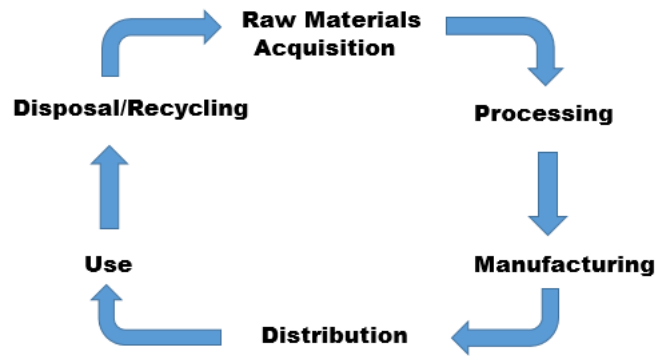 Raw Materials
Acquisition
Processing
Manufacturing
Distribution
Use
Disposal/Recycling